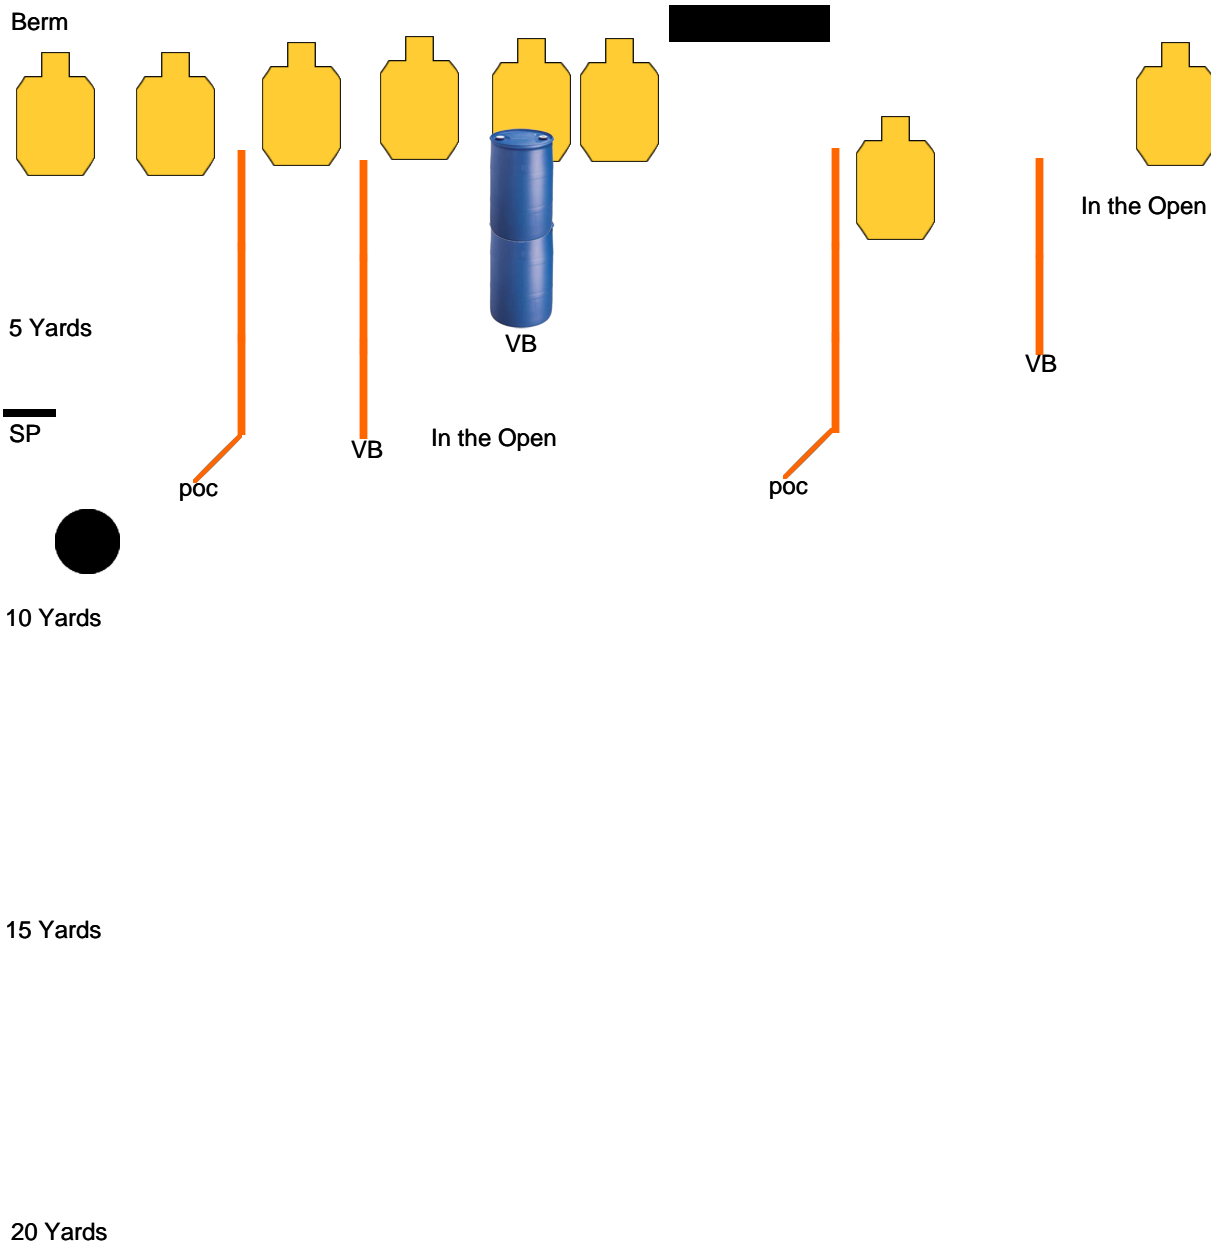 Berm
In the Open
5 Yards
VB
VB
SP
VB
In the Open
poc
poc
10 Yards
15 Yards
20 Yards